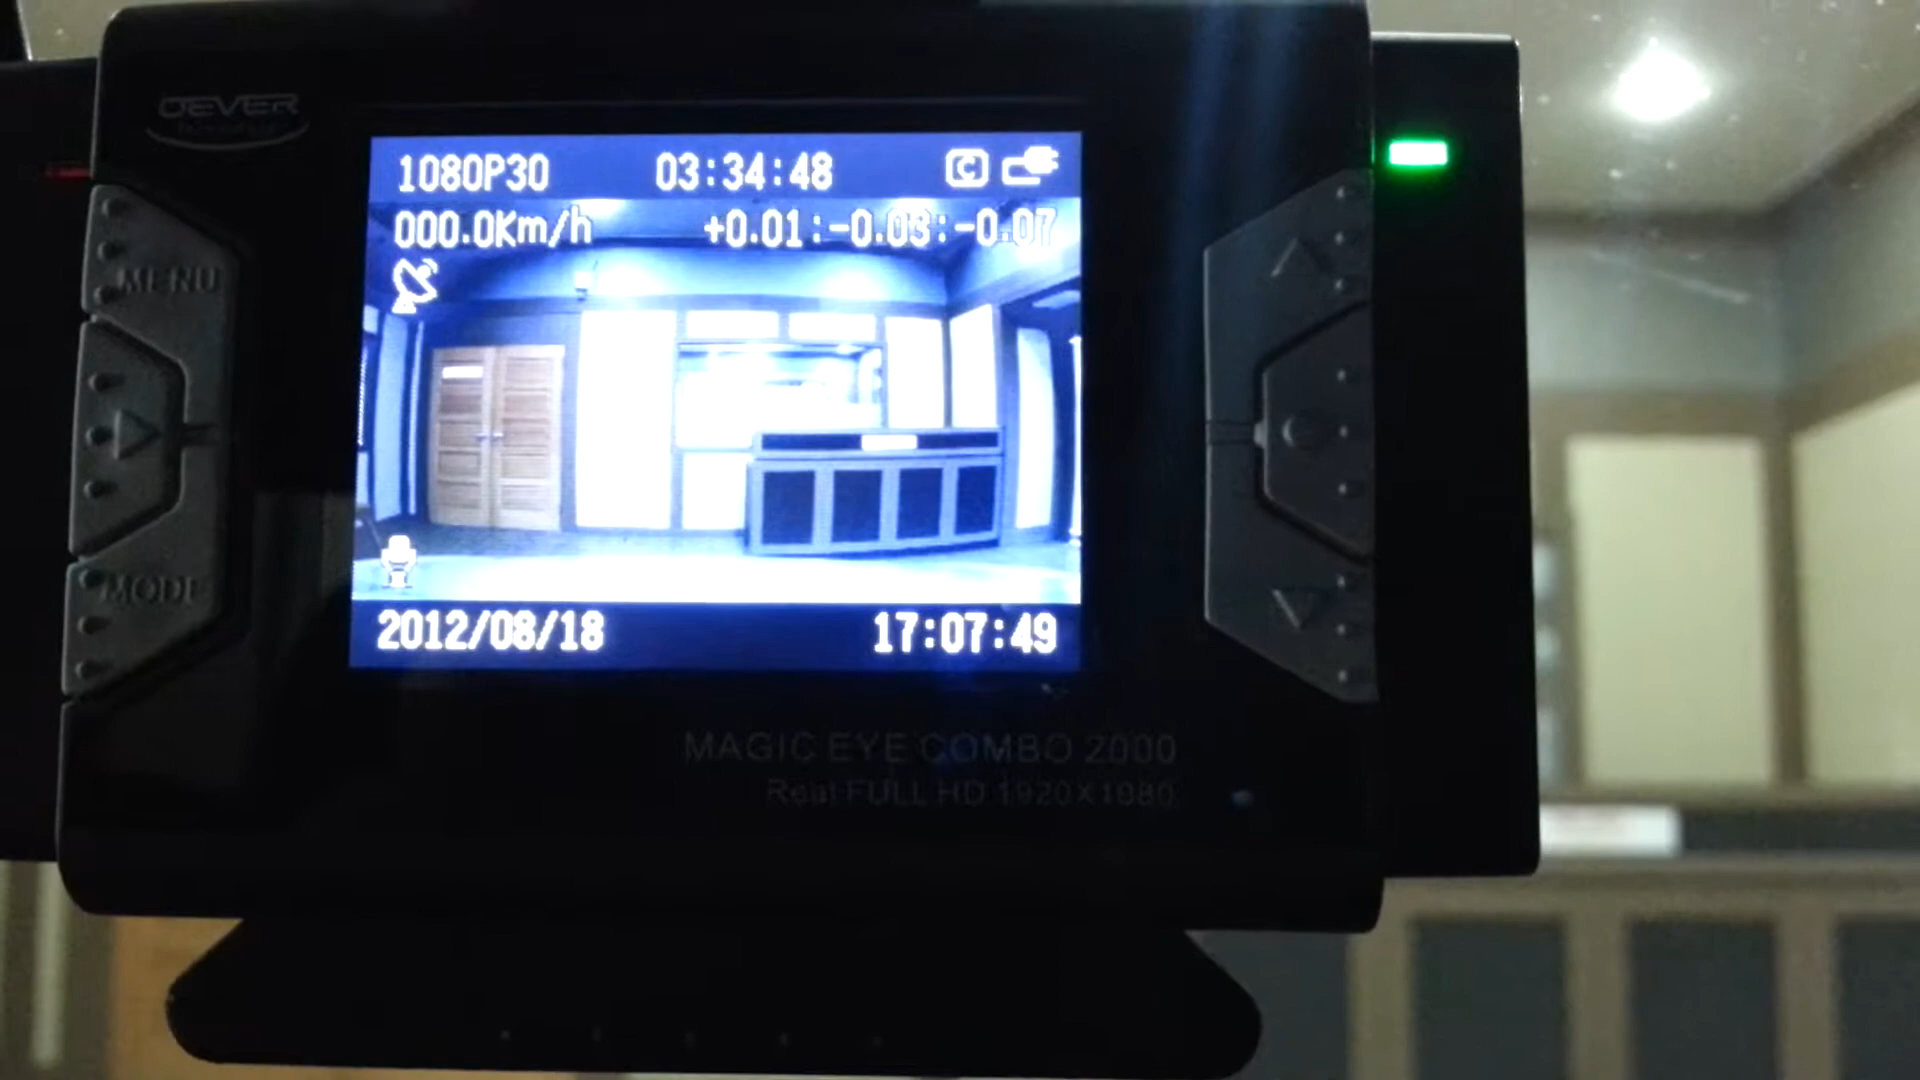 1080P30 03:34:48 C
000.0Km/h +0.01:-0.03:-0.07
MENU
MODE
2012/08/18 17:07:49
MAGIC EYE COMBO 2000
Real FULL HD 1920X1080